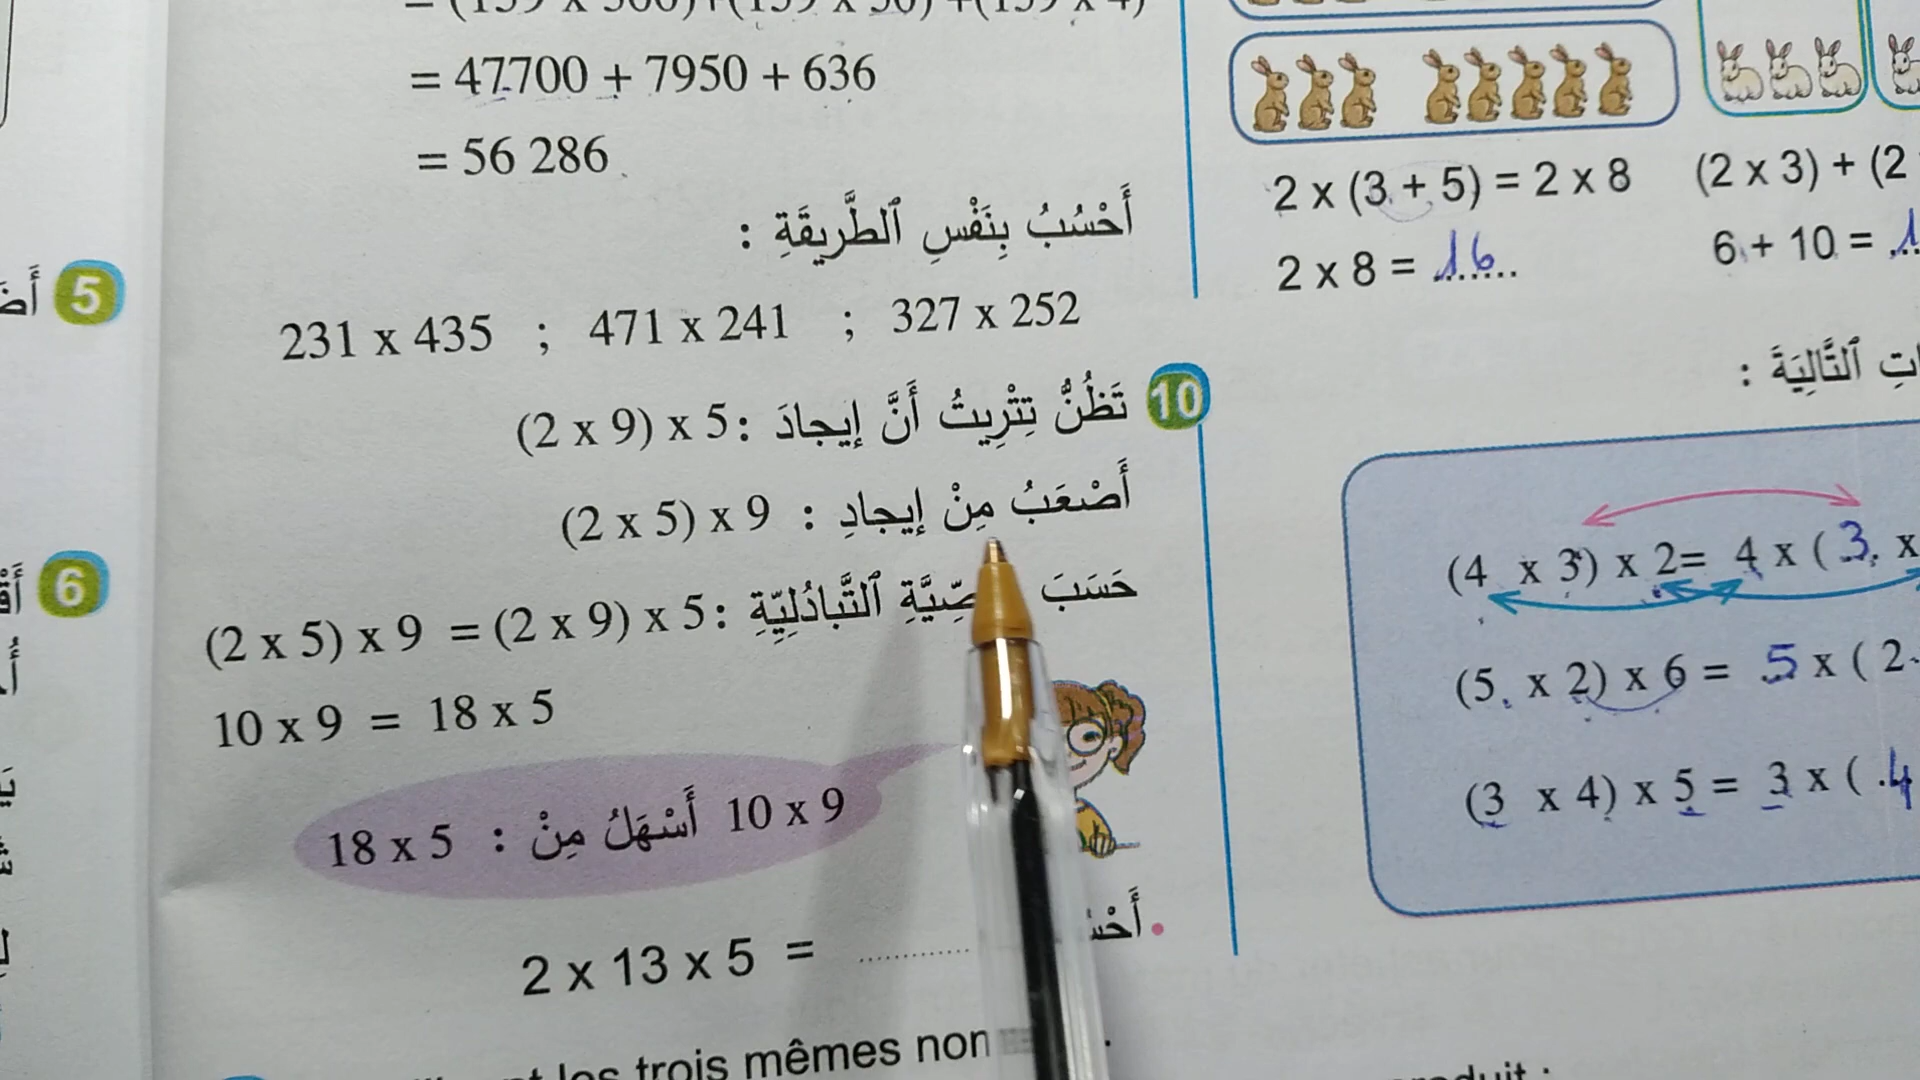 = 47700 + 7950 + 636
= 56 286
أَحْسُبُ بِنَفْسِ ٱلطَّرِيقَةِ :
231 x 435 ; 471 x 241 ; 327 x 252
10
تَظُنُّ تِتْرِيتُ أَنَّ إِيجادَ : (2 x 9) x 5
أَصْعَبُ مِنْ إِيجادِ : (2 x 5) x 9
حَسَبَ ٱلتَّبادُلِيَّةِ : (2 x 5) x 9 = (2 x 9) x 5
10 x 9 = 18 x 5
10 x 9 أَسْهَلُ مِنْ : 18 x 5
2 x 13 x 5 = ............
les trois mêmes
2 x (3 + 5) = 2 x 8
2 x 8 = 16
(2 x 3) + (2
6 + 10 =
ٱلتَّالِيَةَ :
(4 x 3) x 2 = 4 x ( 3 x
(5 x 2) x 6 = 5 x ( 2
(3 x 4) x 5 = 3 x ( 4
5
6